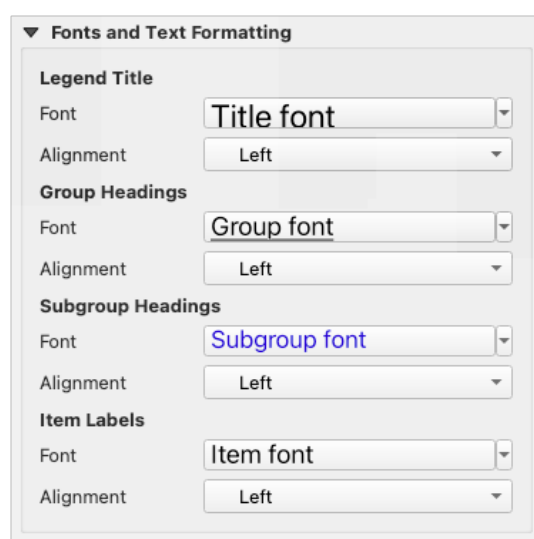 Fonts and Text Formatting
Legend Title
Font Title font
Alignment Left
Group Headings
Font Group font
Alignment Left
Subgroup Headings
Font Subgroup font
Alignment Left
Item Labels
Font Item font
Alignment Left